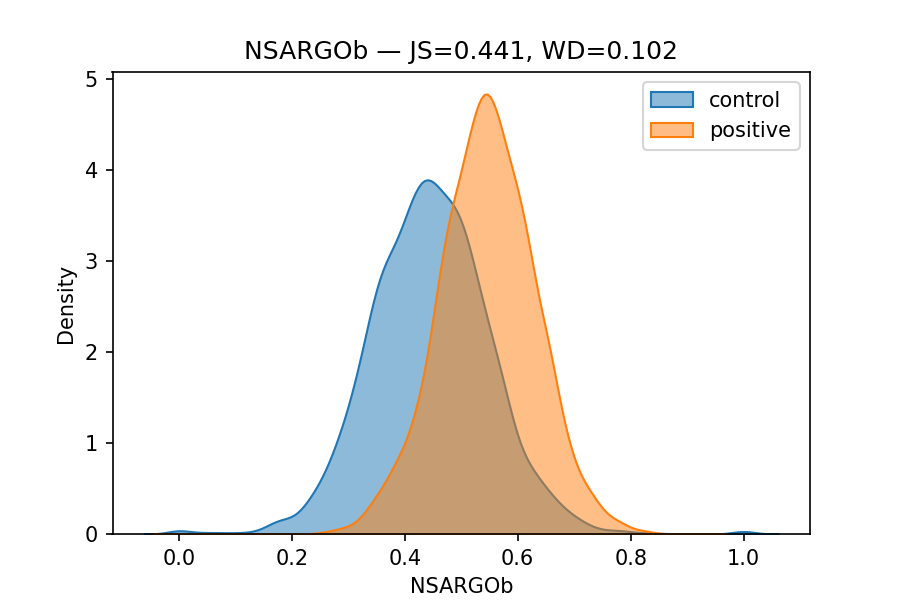 NSARGOb — JS=0.441, WD=0.102
control
positive
5
4
3
2
1
0
Density
0.0 0.2 0.4 0.6 0.8 1.0
NSARGOb